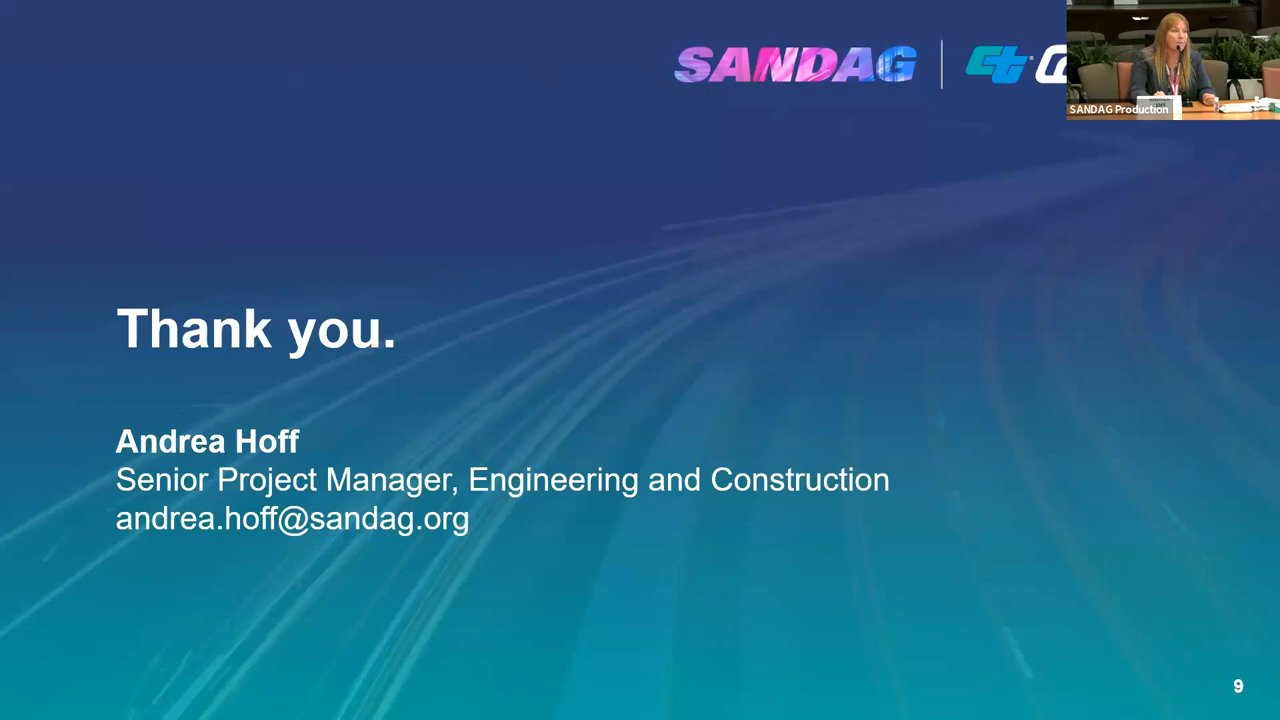 SANDAG
SANDAG Production
Thank you.
Andrea Hoff
Senior Project Manager, Engineering and Construction
andrea.hoff@sandag.org
9